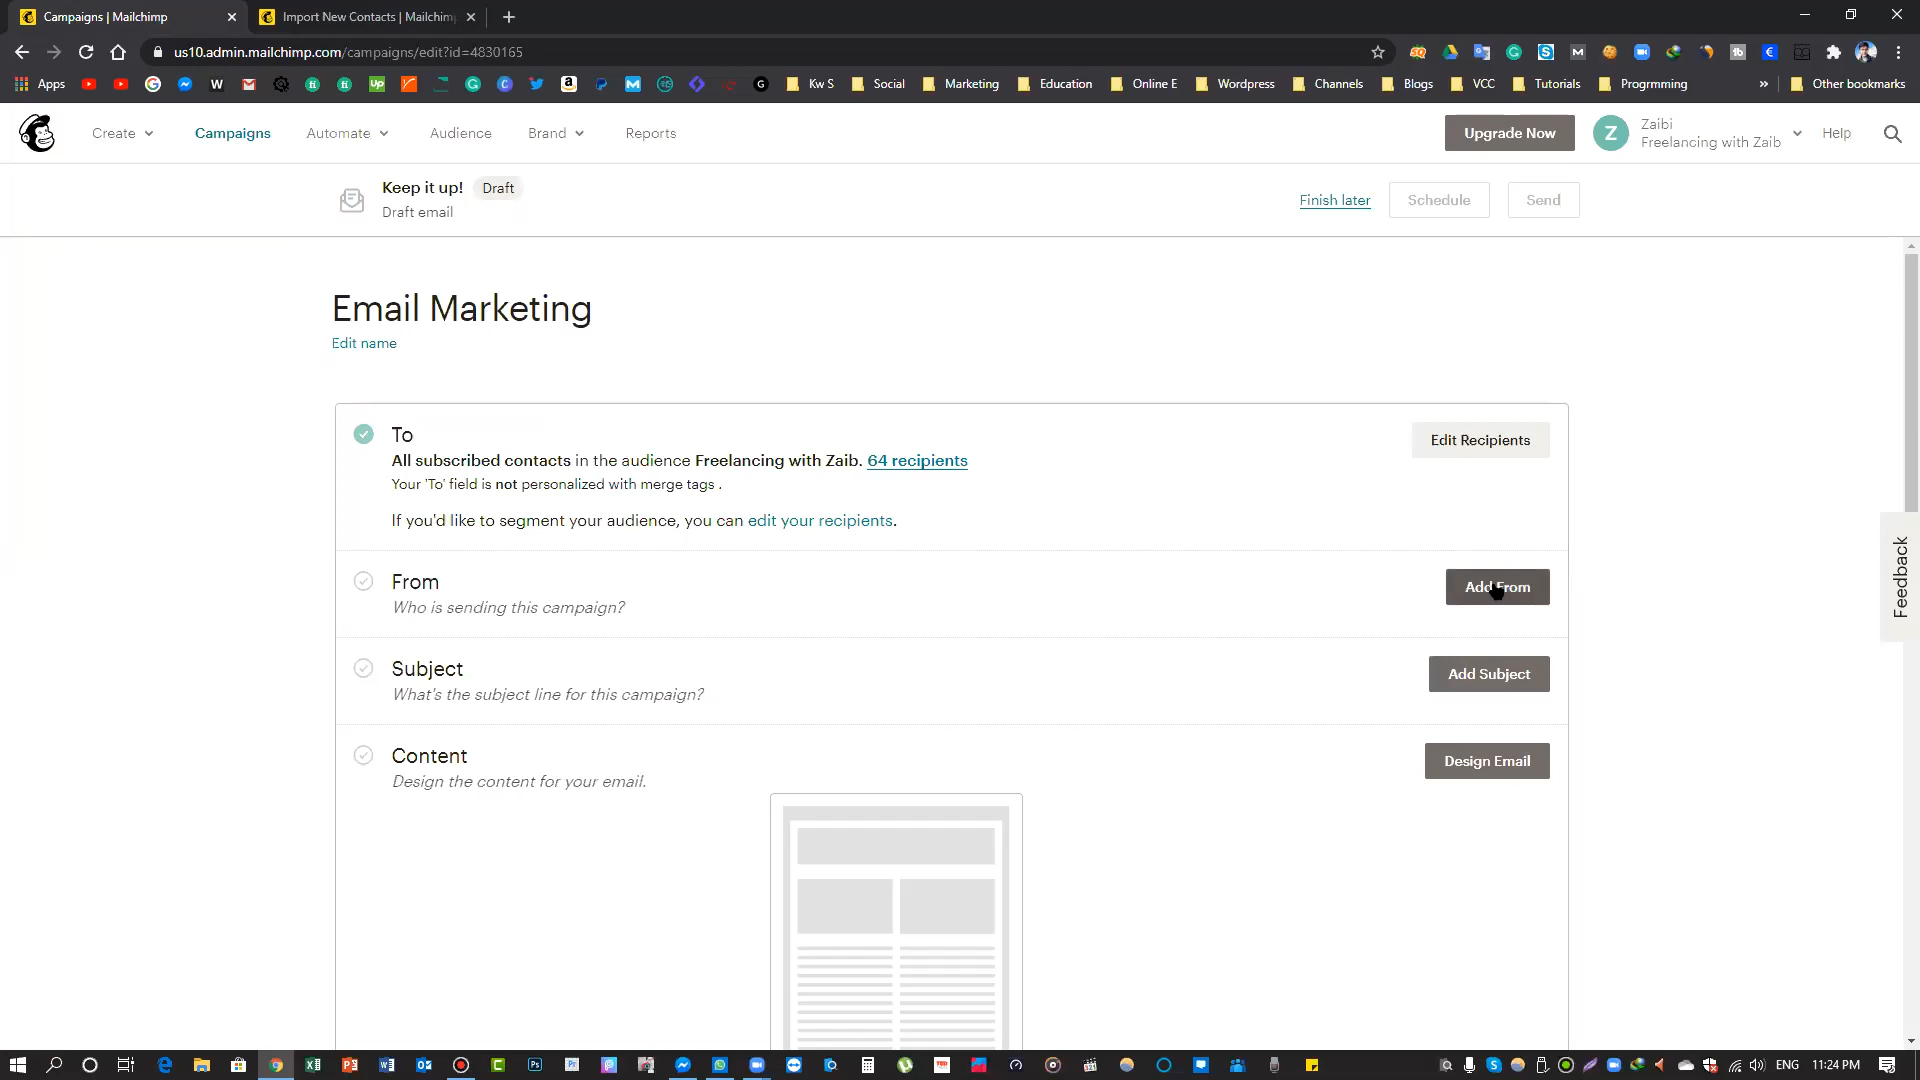 Campaigns | Mailchimp
Import New Contacts | Mailchimp
us10.admin.mailchimp.com/campaigns/edit?id=4830165
Apps
Kw S
Social
Marketing
Education
Online E
Wordpress
Channels
Blogs
VCC
Tutorials
Progrmming
Other bookmarks
Create
Campaigns
Automate
Audience
Brand
Reports
Upgrade Now
Z
Zaibi
Freelancing with Zaib
Help
Keep it up!
Draft
Draft email
Finish later
Schedule
Send
Email Marketing
Edit name
To
All subscribed contacts in the audience Freelancing with Zaib. 64 recipients
Your 'To' field is not personalized with merge tags .
If you'd like to segment your audience, you can edit your recipients.
Edit Recipients
From
Who is sending this campaign?
Add From
Subject
What's the subject line for this campaign?
Add Subject
Content
Design the content for your email.
Design Email
Feedback
ENG
11:24 PM